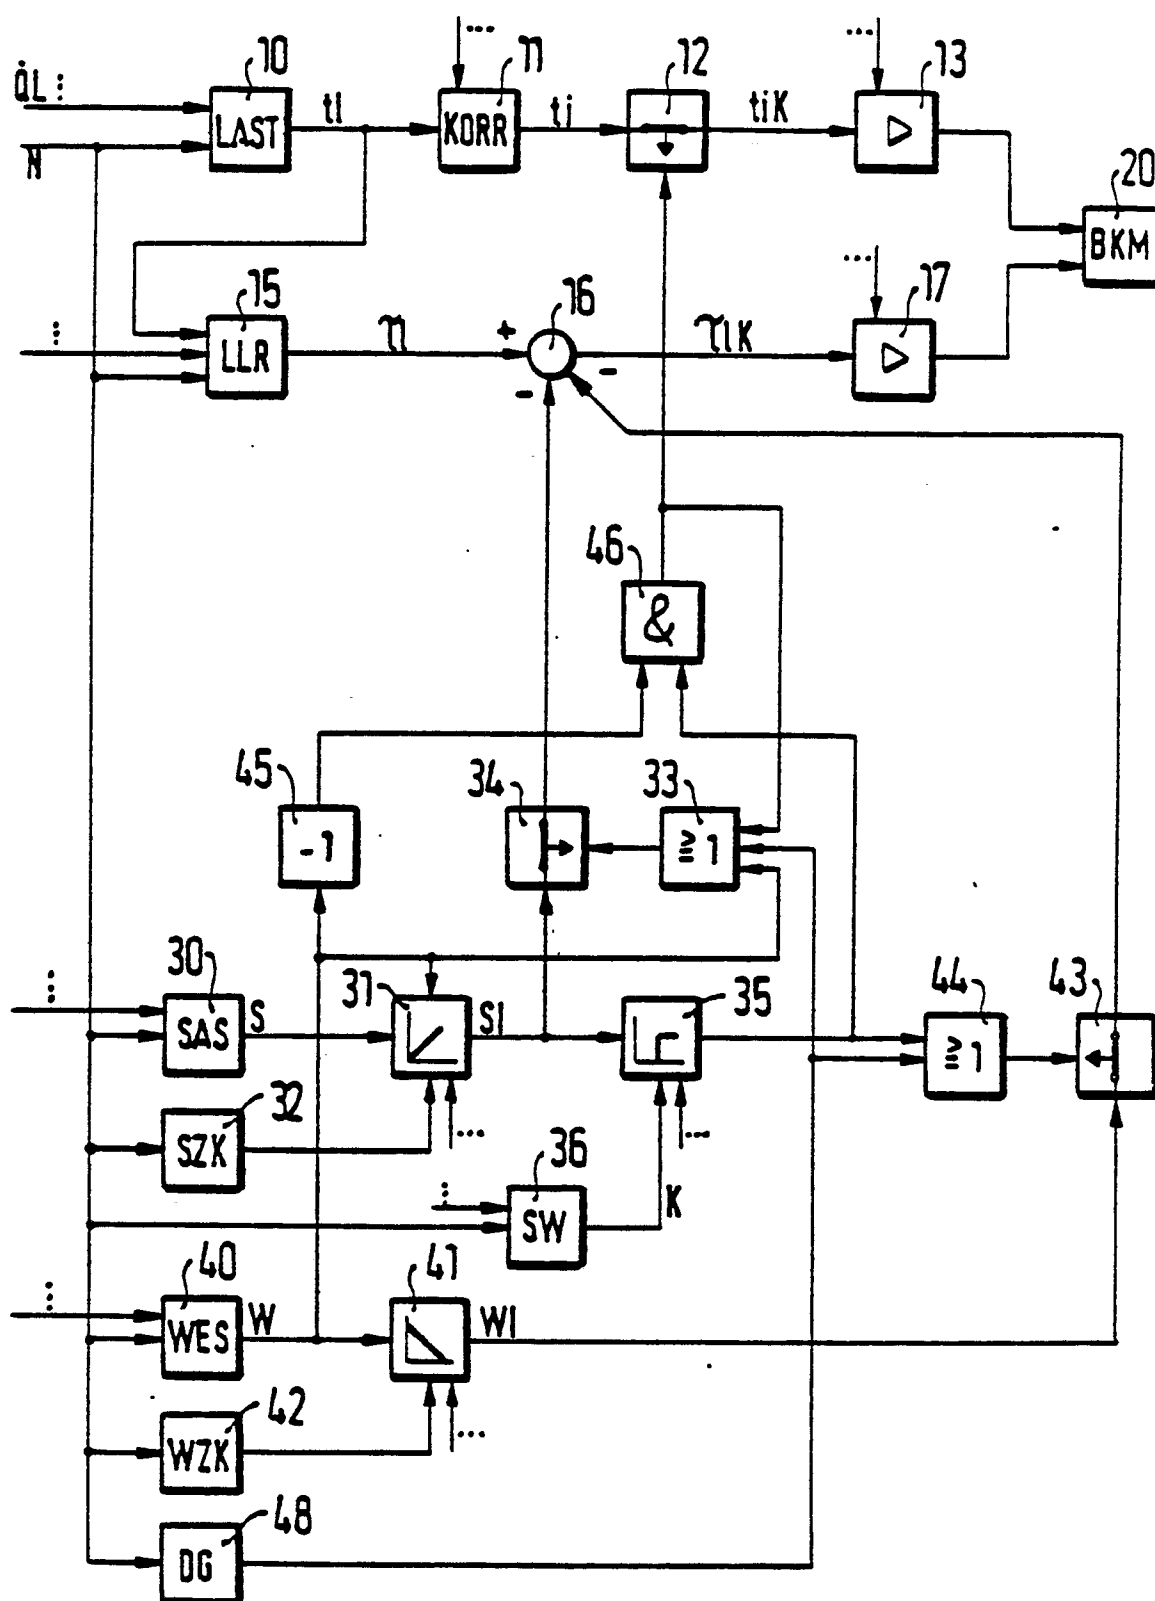 10 11 12 13
Q̇L ⋮ LAST tl KORR ti tiK ▷
N
20
BKM
15 16 17
⋮ LLR τl + - - τlK ▷
46
&
45 34 33
-1 ≧1
30 31 35 44 43
⋮ SAS S Sl ≧1
32
SZK ... ...
36
⋮ SW K
40 41
⋮ WES W Wl
42
WZK ...
48
DG